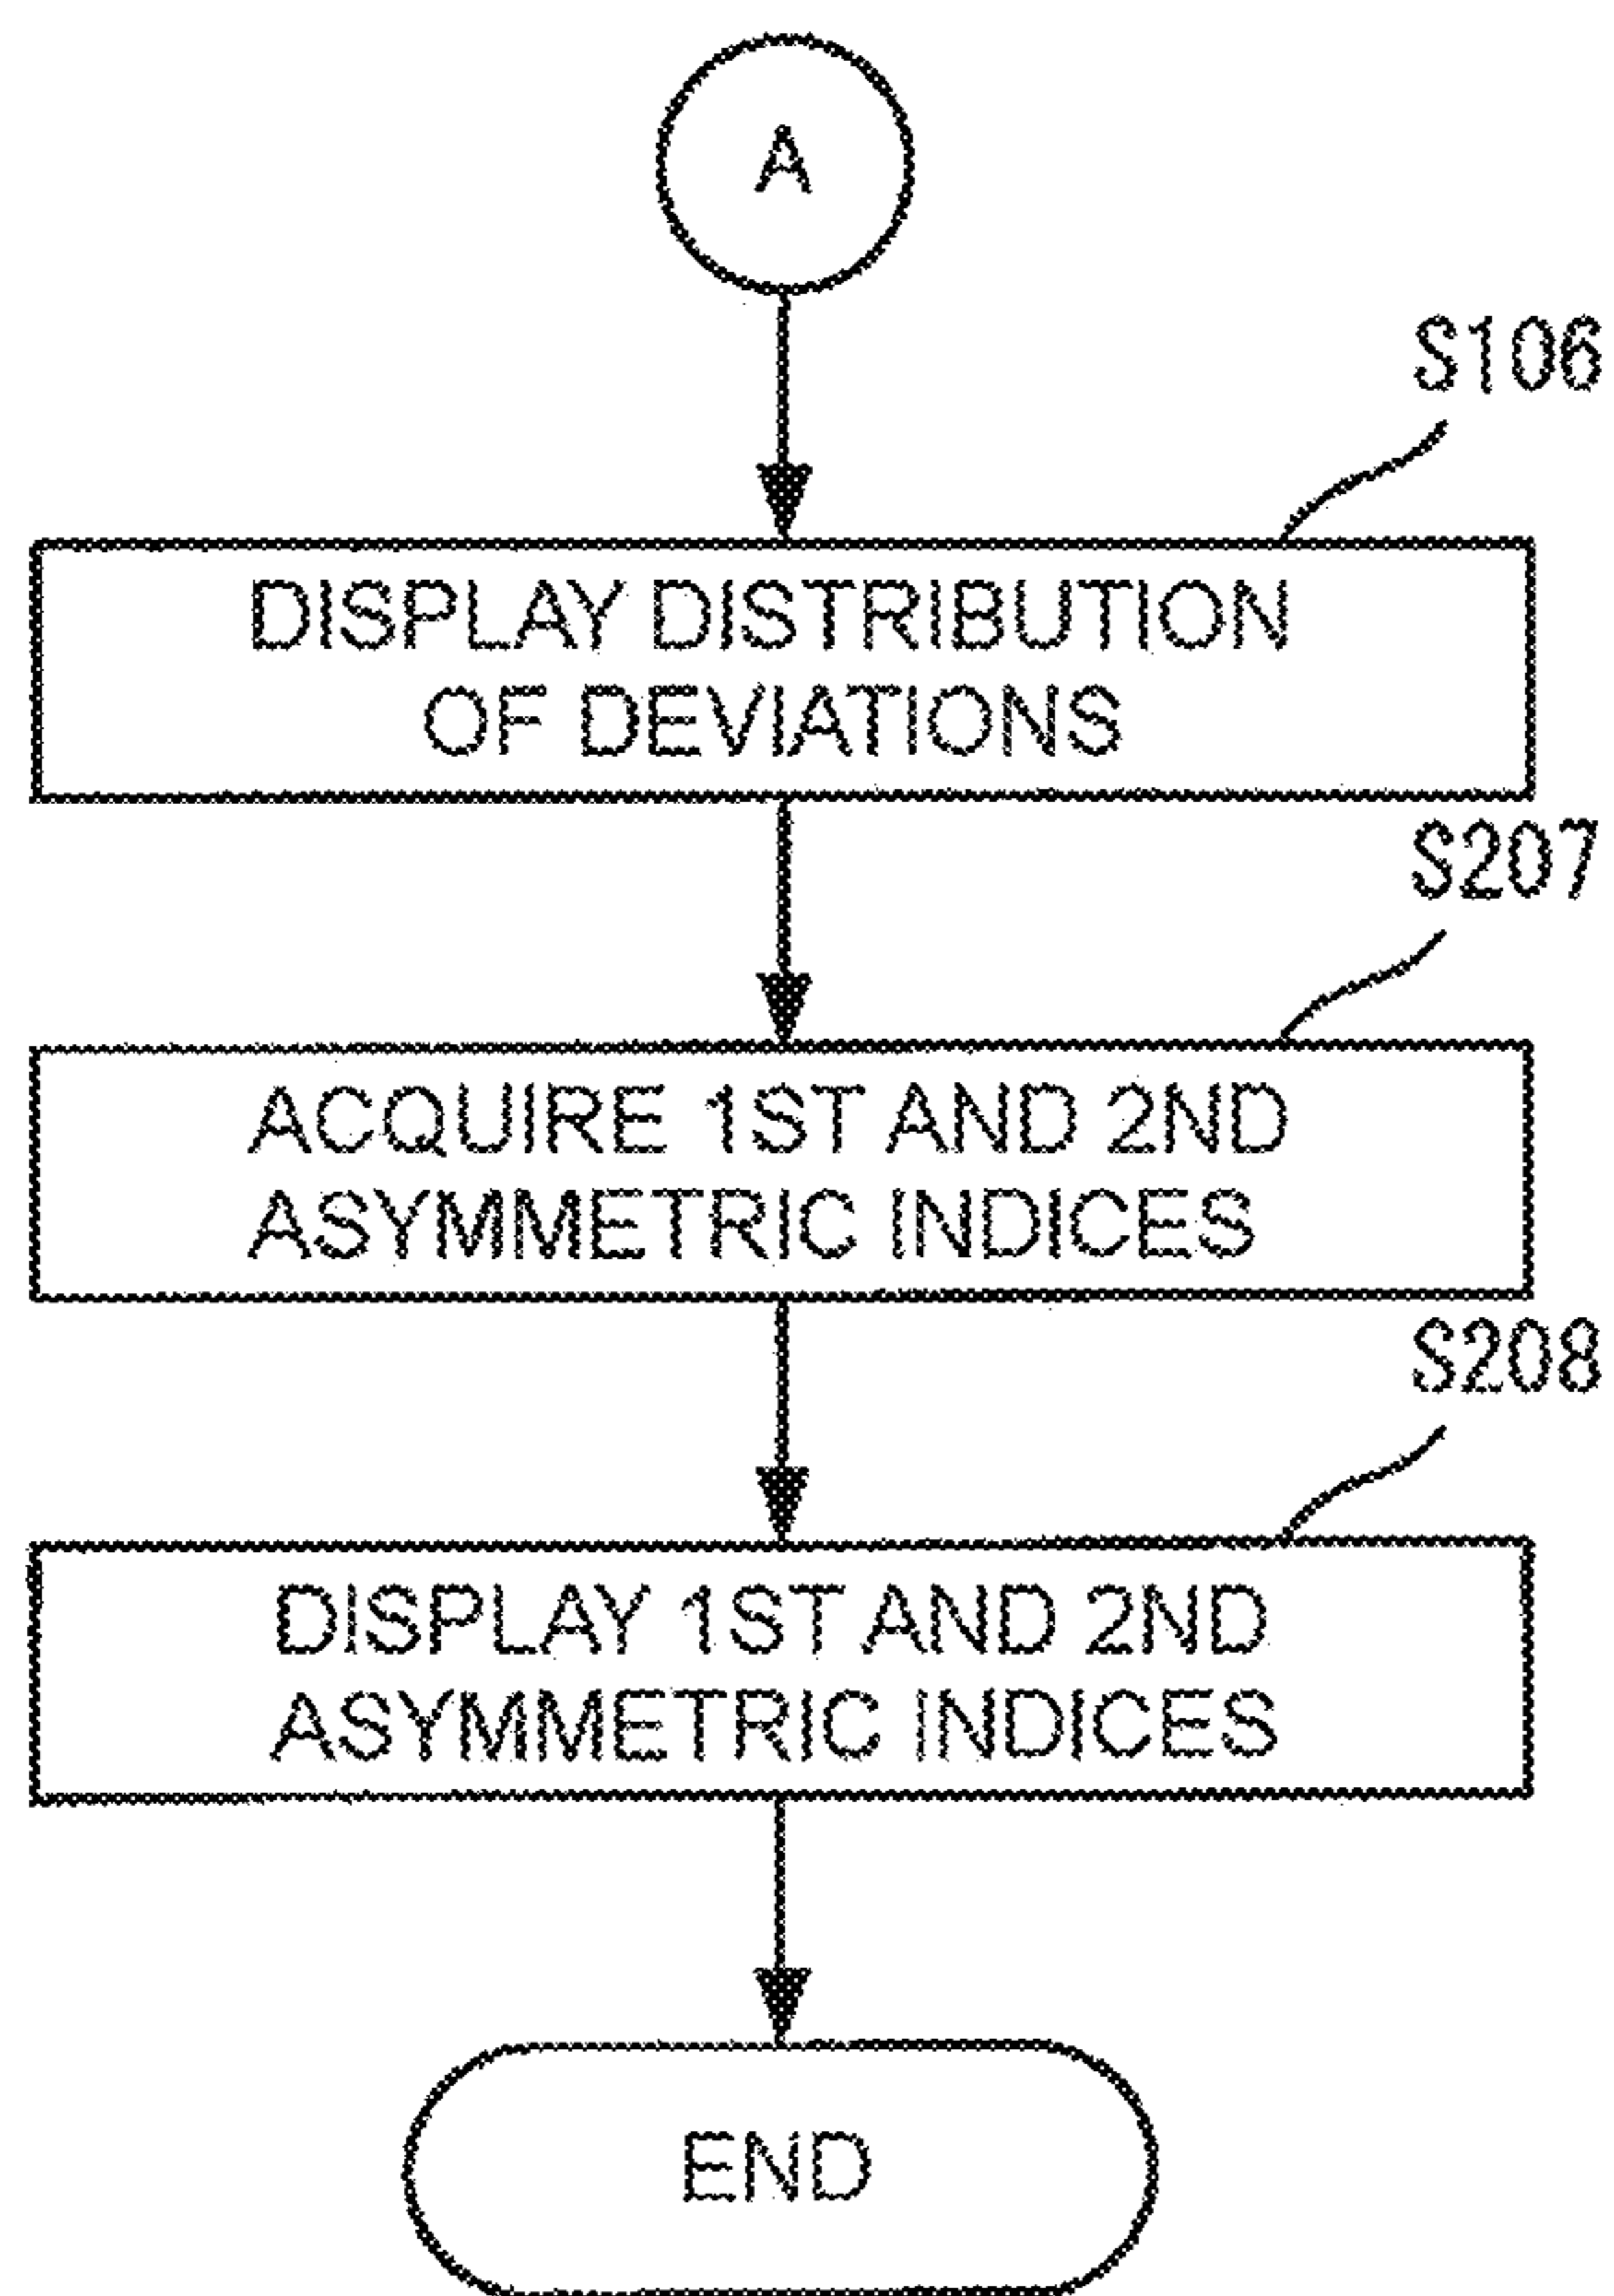 A
S106
DISPLAY DISTRIBUTION
OF DEVIATIONS
S207
ACQUIRE 1ST AND 2ND
ASYMMETRIC INDICES
S208
DISPLAY 1ST AND 2ND
ASYMMETRIC INDICES
END